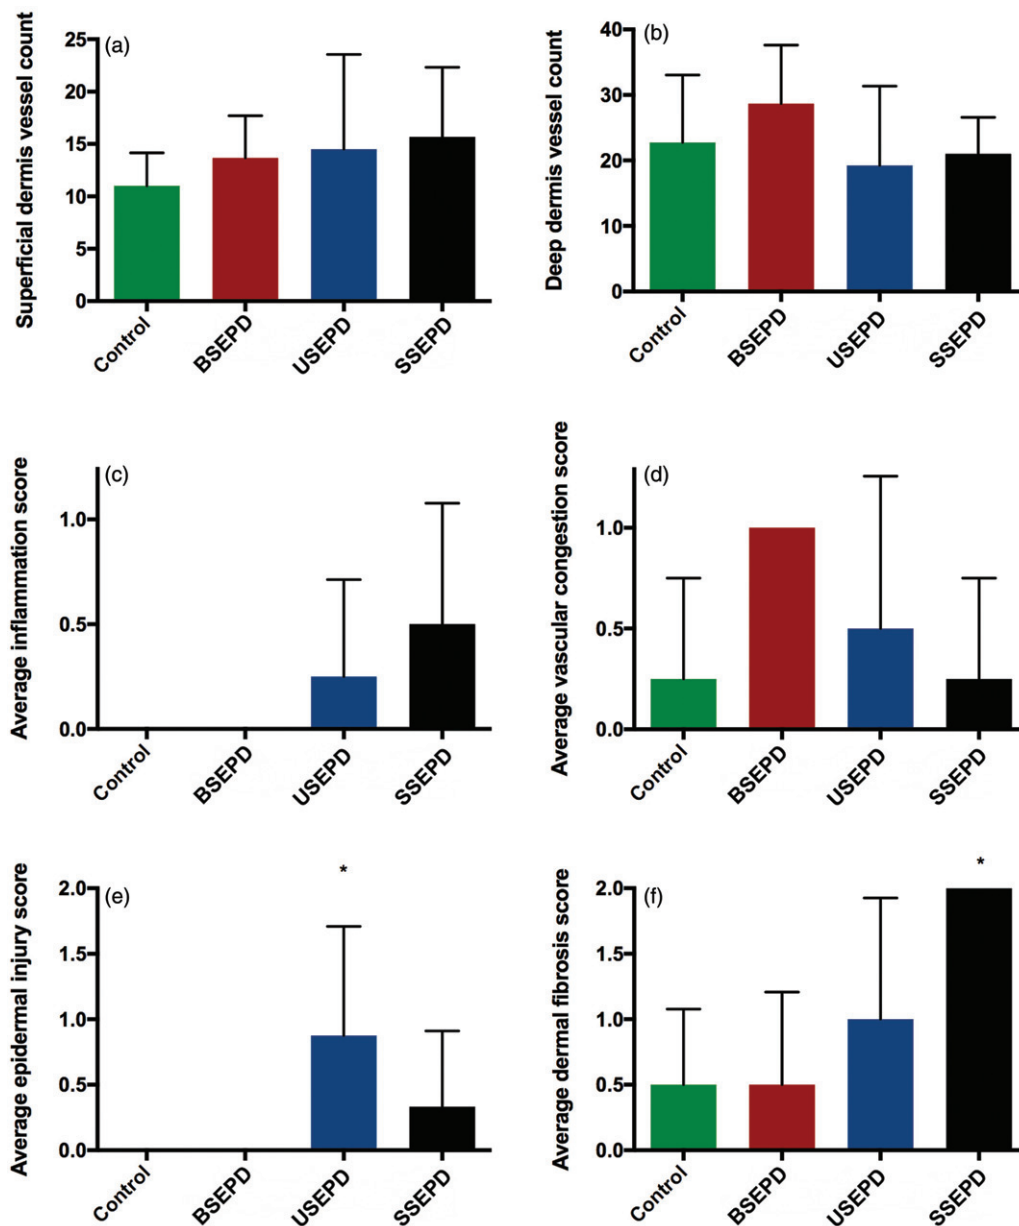 (a)
Superficial dermis vessel count
25
20
15
10
5
0
Control
BSEPD
USEPD
SSEPD
(b)
Deep dermis vessel count
40
30
20
10
0
Control
BSEPD
USEPD
SSEPD
(c)
Average inflammation score
1.0
0.5
0.0
Control
BSEPD
USEPD
SSEPD
(d)
Average vascular congestion score
1.0
0.5
0.0
Control
BSEPD
USEPD
SSEPD
(e)
Average epidermal injury score
*
2.0
1.5
1.0
0.5
0.0
Control
BSEPD
USEPD
SSEPD
(f)
Average dermal fibrosis score
*
2.0
1.5
1.0
0.5
0.0
Control
BSEPD
USEPD
SSEPD